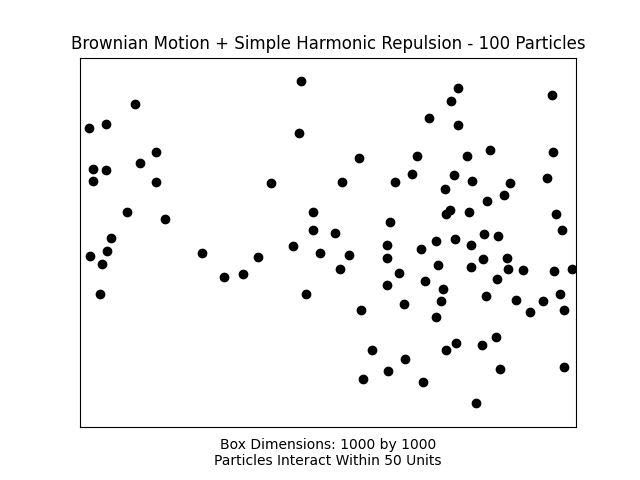 Brownian Motion + Simple Harmonic Repulsion - 100 Particles
Box Dimensions: 1000 by 1000
Particles Interact Within 50 Units